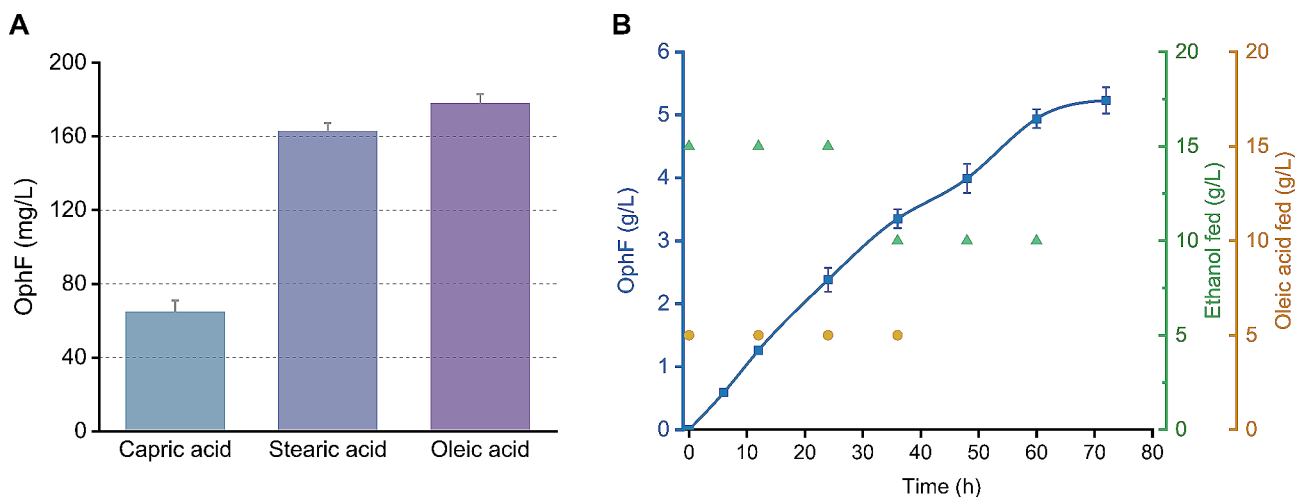 A
OphF (mg/L)
200
160
120
80
40
0
Capric acid Stearic acid Oleic acid
B
OphF (g/L)
6
5
4
3
2
1
0
0 10 20 30 40 50 60 70 80
Time (h)
20
15
10
5
0
Ethanol fed (g/L)
20
15
10
5
0
Oleic acid fed (g/L)